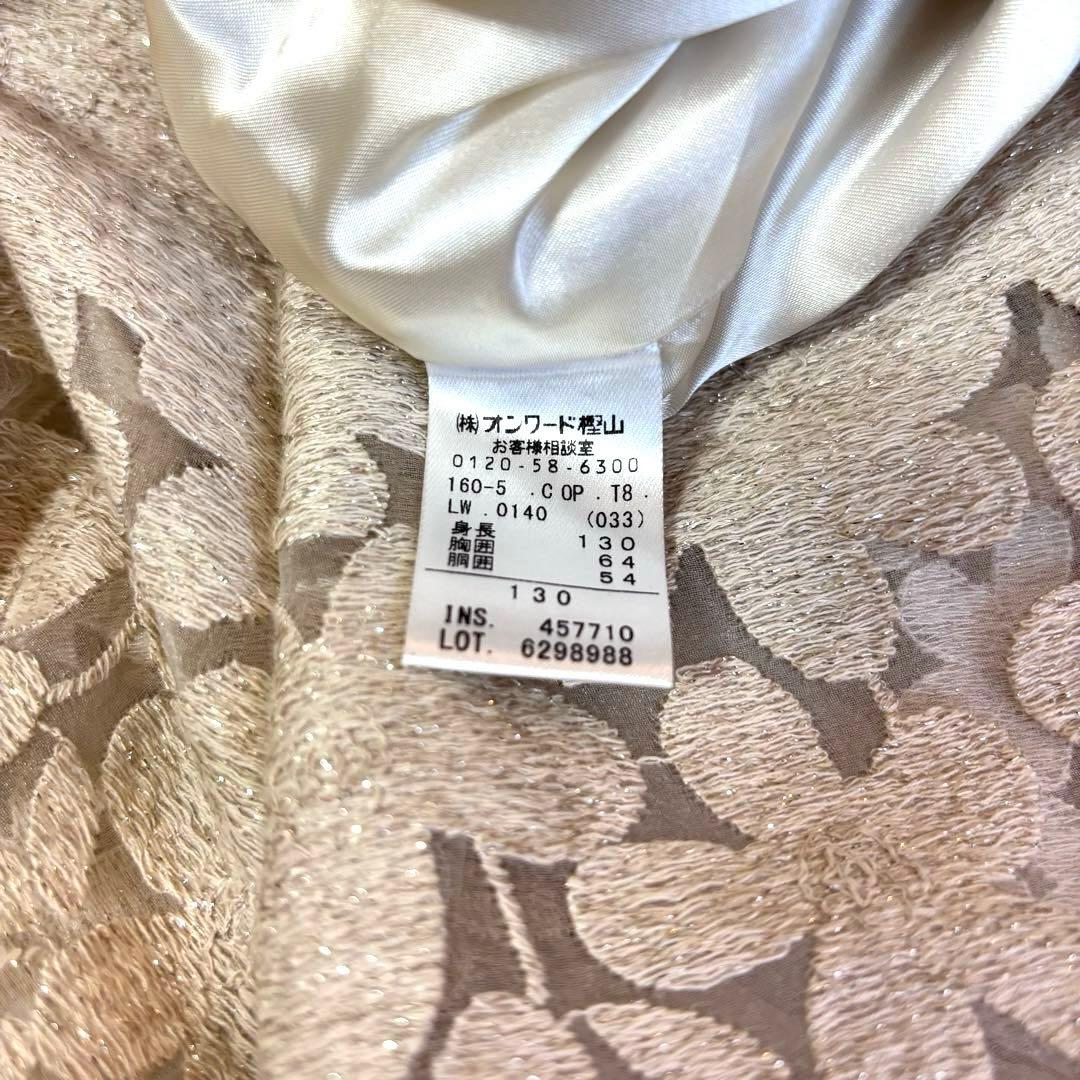 ㈱オンワード樫山
お客様相談室
0120-58-6300
160-5 .C OP . T8 .
LW .0140 (033)
身長 130
胸囲 64
胴囲 54
130
INS. 457710
LOT. 6298988